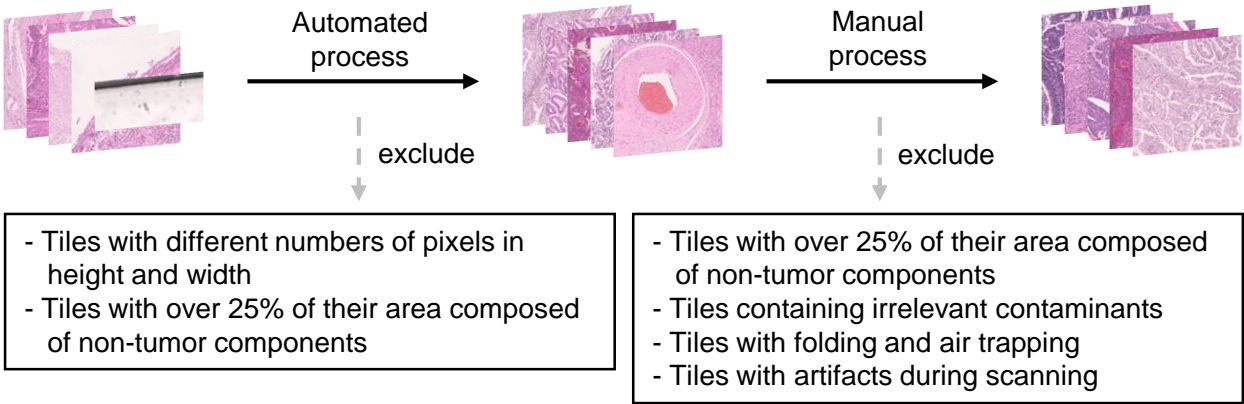 Automated
process
Manual
process
exclude
exclude
- Tiles with different numbers of pixels in
height and width
- Tiles with over 25% of their area composed
of non-tumor components
- Tiles with over 25% of their area composed
of non-tumor components
- Tiles containing irrelevant contaminants
- Tiles with folding and air trapping
- Tiles with artifacts during scanning